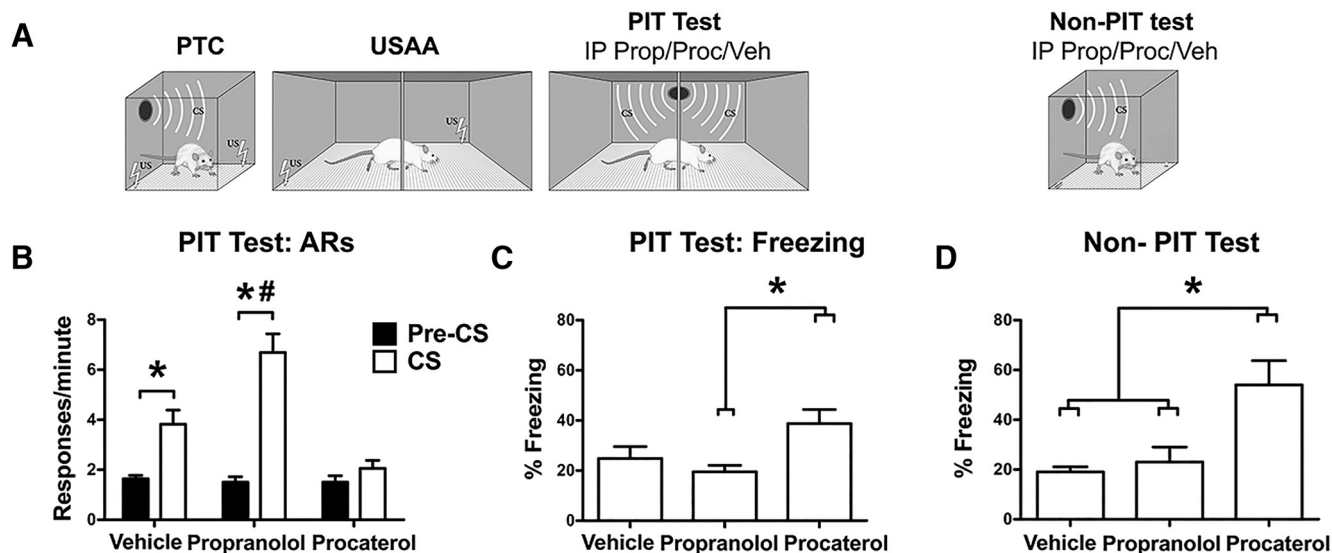 A
PTC
USAA
PIT Test
IP Prop/Proc/Veh
Non-PIT test
IP Prop/Proc/Veh
CS
US
US
US
US
CS
CS
CS
B
PIT Test: ARs
* #
*
Pre-CS
CS
Responses/minute
8
6
4
2
0
Vehicle Propranolol Procaterol
C
PIT Test: Freezing
*
% Freezing
80
60
40
20
0
Vehicle Propranolol Procaterol
D
Non- PIT Test
*
% Freezing
80
60
40
20
0
Vehicle Propranolol Procaterol